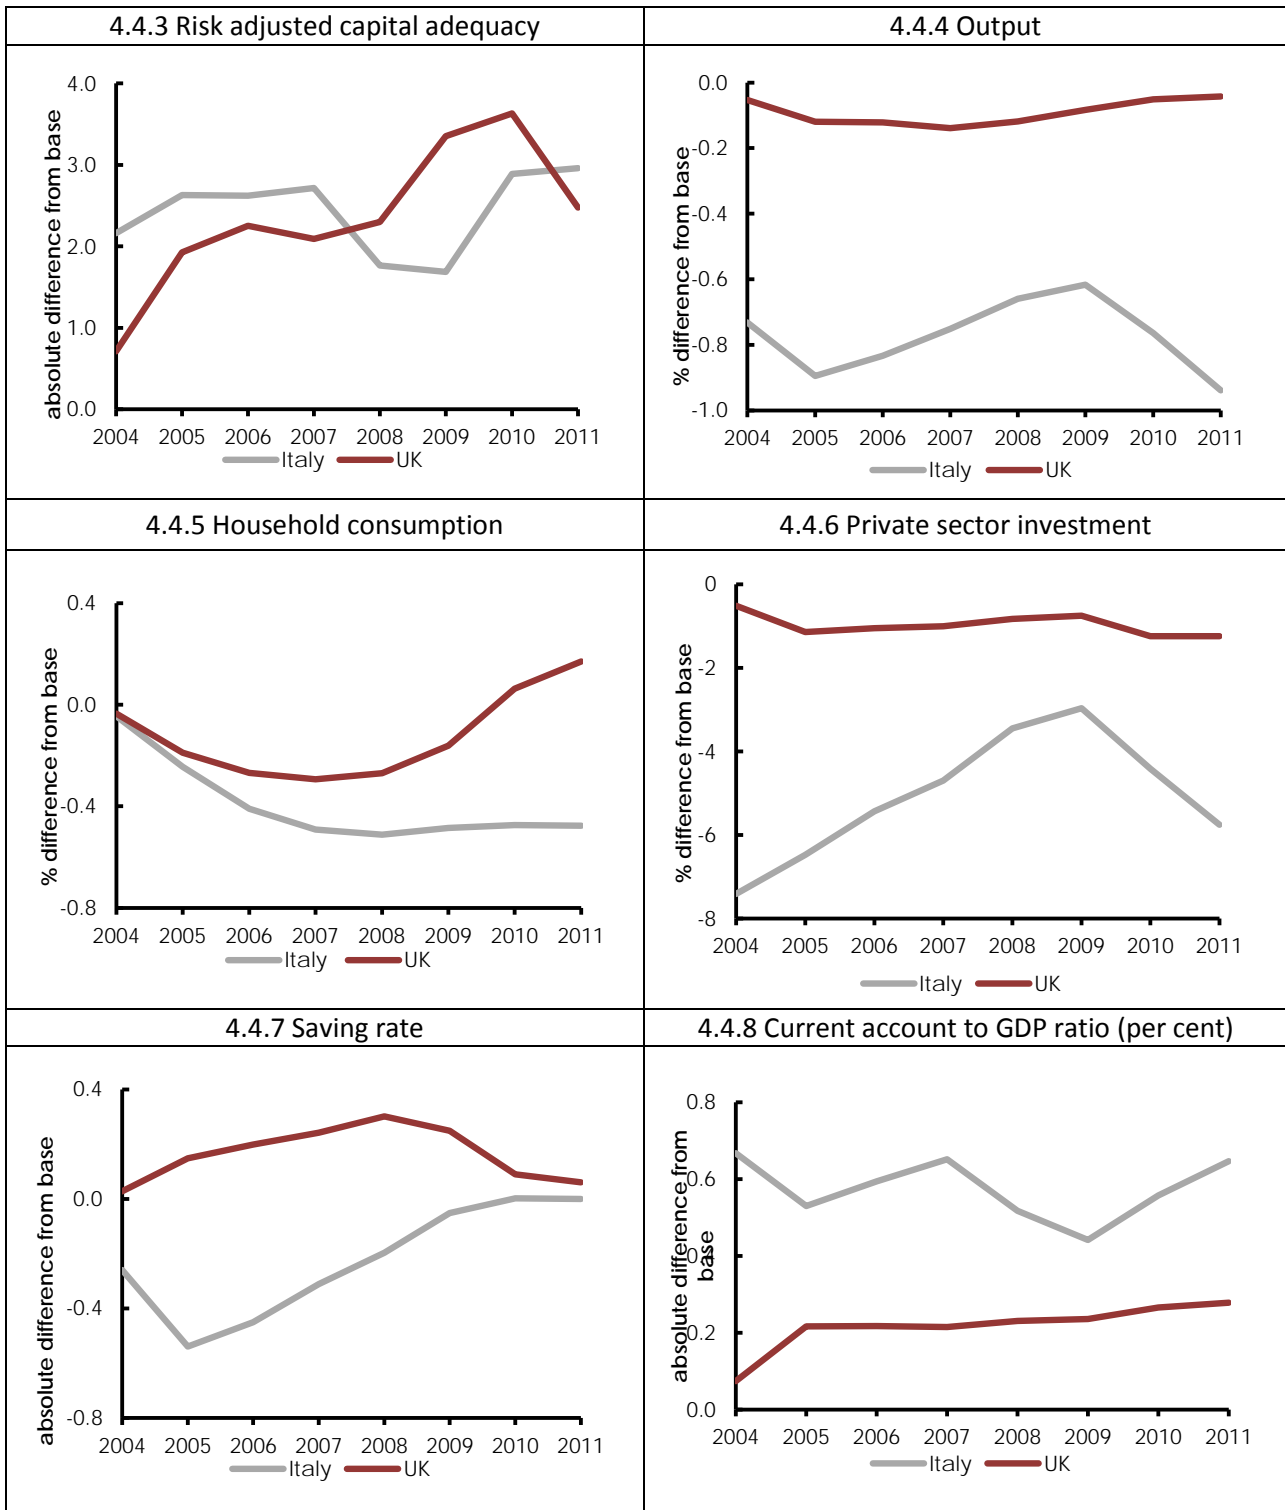 4.4.3 Risk adjusted capital adequacy
absolute difference from base
4.0
3.0
2.0
1.0
0.0
2004 2005 2006 2007 2008 2009 2010 2011
Italy UK
4.4.4 Output
% difference from base
0.0
-0.2
-0.4
-0.6
-0.8
-1.0
2004 2005 2006 2007 2008 2009 2010 2011
Italy UK
4.4.5 Household consumption
% difference from base
0.4
0.0
-0.4
-0.8
2004 2005 2006 2007 2008 2009 2010 2011
Italy UK
4.4.6 Private sector investment
% difference from base
0
-2
-4
-6
-8
2004 2005 2006 2007 2008 2009 2010 2011
Italy UK
4.4.7 Saving rate
absolute difference from base
0.4
0.0
-0.4
-0.8
2004 2005 2006 2007 2008 2009 2010 2011
Italy UK
4.4.8 Current account to GDP ratio (per cent)
absolute difference from
base
0.8
0.6
0.4
0.2
0.0
2004 2005 2006 2007 2008 2009 2010 2011
Italy UK